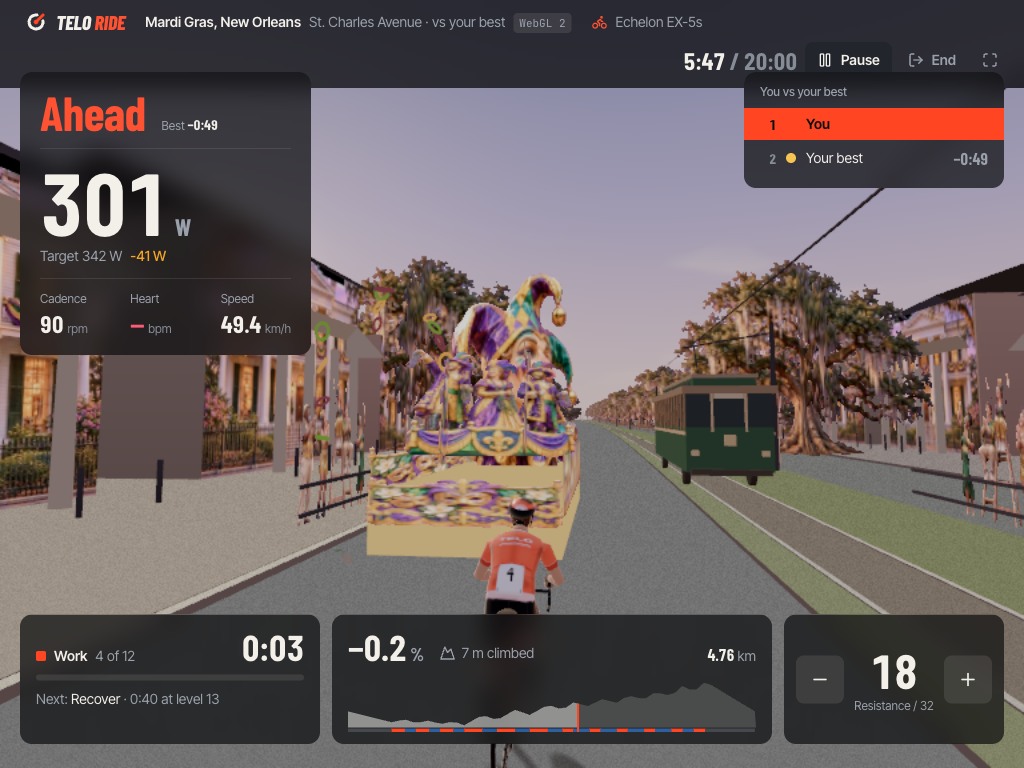 TELO RIDE Mardi Gras, New Orleans St. Charles Avenue · vs your best WebGL 2 Echelon EX-5s
5:47 / 20:00 Pause End
Ahead Best −0:49
301 W
Target 342 W -41 W
Cadence Heart Speed
90 rpm – bpm 49.4 km/h
You vs your best
1 You
2 Your best −0:49
TELO
4
Work 4 of 12 0:03
Next: Recover · 0:40 at level 13
−0.2 % 7 m climbed 4.76 km
− 18 +
Resistance / 32